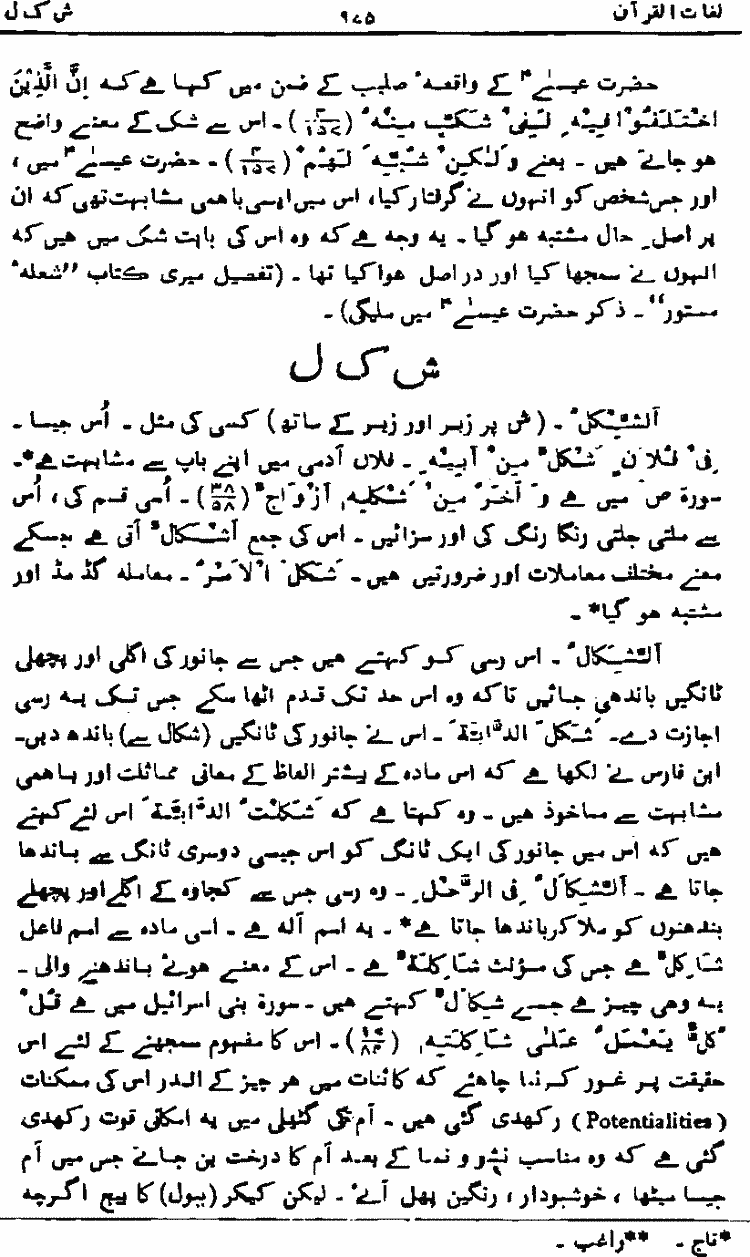 لغات القرآن ۹۷۵ ش ک ل
حضرت عیسیٰؑ کے واقعہٴ صلیب کے ضمن میں کہا ہے کہ اِنَّ الَّذِیْنَ
اخْتَلَفُوْا فِیْہِ لَفِیْ شَکٍّ مِنْہُ (۴/۱۵۷)۔ اس سے شک کے معنے واضح
ہو جاتے ہیں ۔ یعنے وَ لٰکِنْ شُبِّہَ لَہُمْ (۴/۱۵۷) ۔ حضرت عیسیٰؑ میں ،
اور جس شخص کو انہوں نے گرفتار کیا، اس میں ایسی باہمی مشابہت تھی کہ ان
پر اصلِ حال مشتبہ ہو گیا ۔ یہ وجہ ہے کہ وہ اس کی بابت شک میں ہیں کہ
انہوں نے سمجھا کیا اور در اصل ہوا کیا تھا ۔ (تفصیل میری کتاب ’’شعلہٴ
مستور‘‘ ۔ ذکر حضرت عیسیٰؑ میں ملیگی) ۔
ش ک ل
اَلشَّکْلُ ۔ (ش پر زبر اور زیر کے ساتھ) کسی کی مثل ۔ اُس جیسا ۔
فِیْ فُلَانٍ شَکْلٌ مِنْ اَبِیْہِ ۔ فلاں آدمی میں اپنے باپ سے مشابہت ہے*۔
سورۃ صٓ میں ہے وَ اٰخَرُ مِنْ شَکْلِہٖ اَزْوَاجٌ (۳۸/۵۸) ۔ اُسی قسم کی ، اُس
سے ملتی جلتی رنگا رنگ کی اور سزائیں ۔ اس کی جمع اَشْکَالٌ آتی ہے جسکے
معنے مختلف معاملات اور ضرورتیں ہیں ۔ شَکَلَ الْاَمْرُ ۔ معاملہ گڈ مڈ اور
مشتبہ ہو گیا* ۔
اَلشِّکَالُ ۔ اس رسی کو کہتے ہیں جس سے جانور کی اگلی اور پچھلی
ٹانگیں باندھی جائیں تاکہ وہ اس حد تک قدم اٹھا سکے جس تک یہ رسی
اجازت دے۔ شَکَلَ الدَّابَّۃَ ۔ اس نے جانور کی ٹانگیں (شکال سے) باندھ دیں۔
ابن فارس نے لکھا ہے کہ اس مادہ کے بیشتر الفاظ کے معانی مماثلت اور باہمی
مشابہت سے ماخوذ ہیں ۔ وہ کہتا ہے کہ شَکَلْتُ الدَّابَّۃَ اس لئے کہتے
ہیں کہ اس میں جانور کی ایک ٹانگ کو اس جیسی دوسری ٹانگ سے باندھا
جاتا ہے ۔ اَلشِّکَالُ فِی الرَّحْلِ ۔ وہ رسی جس سے کجاوہ کے اگلے اور پچھلے
بندھنوں کو ملا کر باندھا جاتا ہے* ۔ یہ اسم آلہ ہے ۔ اسی مادہ سے اسم فاعل
شَاکِلٌ ہے جس کی مؤنث شَاکِلَۃٌ ہے ۔ اس کے معنے ہوئے باندھنے والی ۔
یہ وہی چیز ہے جسے شِکَالٌ کہتے ہیں ۔ سورۃ بنی اسرائیل میں ہے قُلْ
کُلٌّ یَعْمَلُ عَلٰی شَاکِلَتِہٖ (۱۷/۸۴) ۔ اس کا مفہوم سمجھنے کے لئے اس
حقیقت پر غور کرنا چاہئے کہ کائنات میں ہر چیز کے اندر اس کی ممکنات
(Potentialities) رکھدی گئی ہیں ۔ آم کی گٹھلی میں یہ امکانی قوت رکھدی
گئی ہے کہ وہ مناسب نشو و نما کے بعد آم کا درخت بن جائے جس میں آم
جیسا میٹھا ، خوشبودار ، رنگین پھل آئے ۔ لیکن کیکر (ببول) کا بیج اگرچہ
*تاج ۔ **راغب ۔